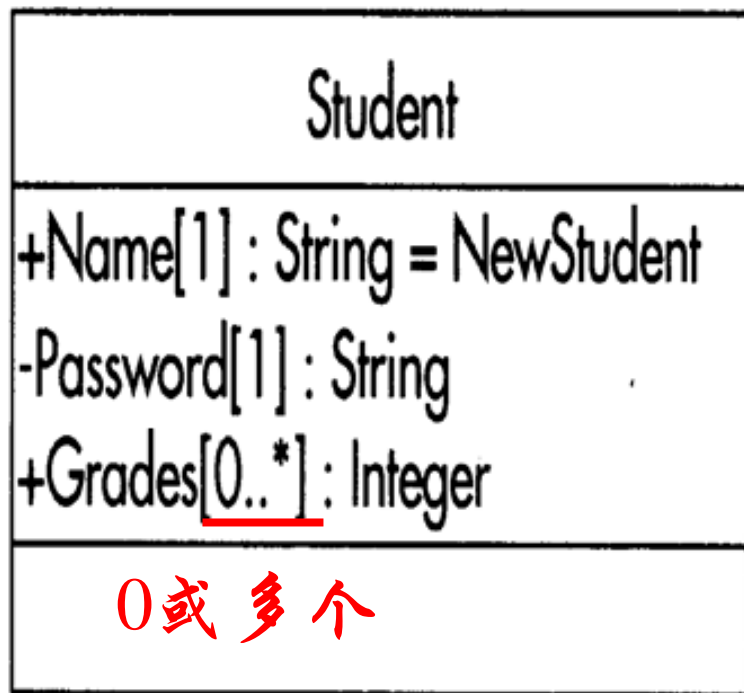 Student
+Name[1] : String = NewStudent
-Password[1] : String
+Grades[0..*] : Integer
0或多个